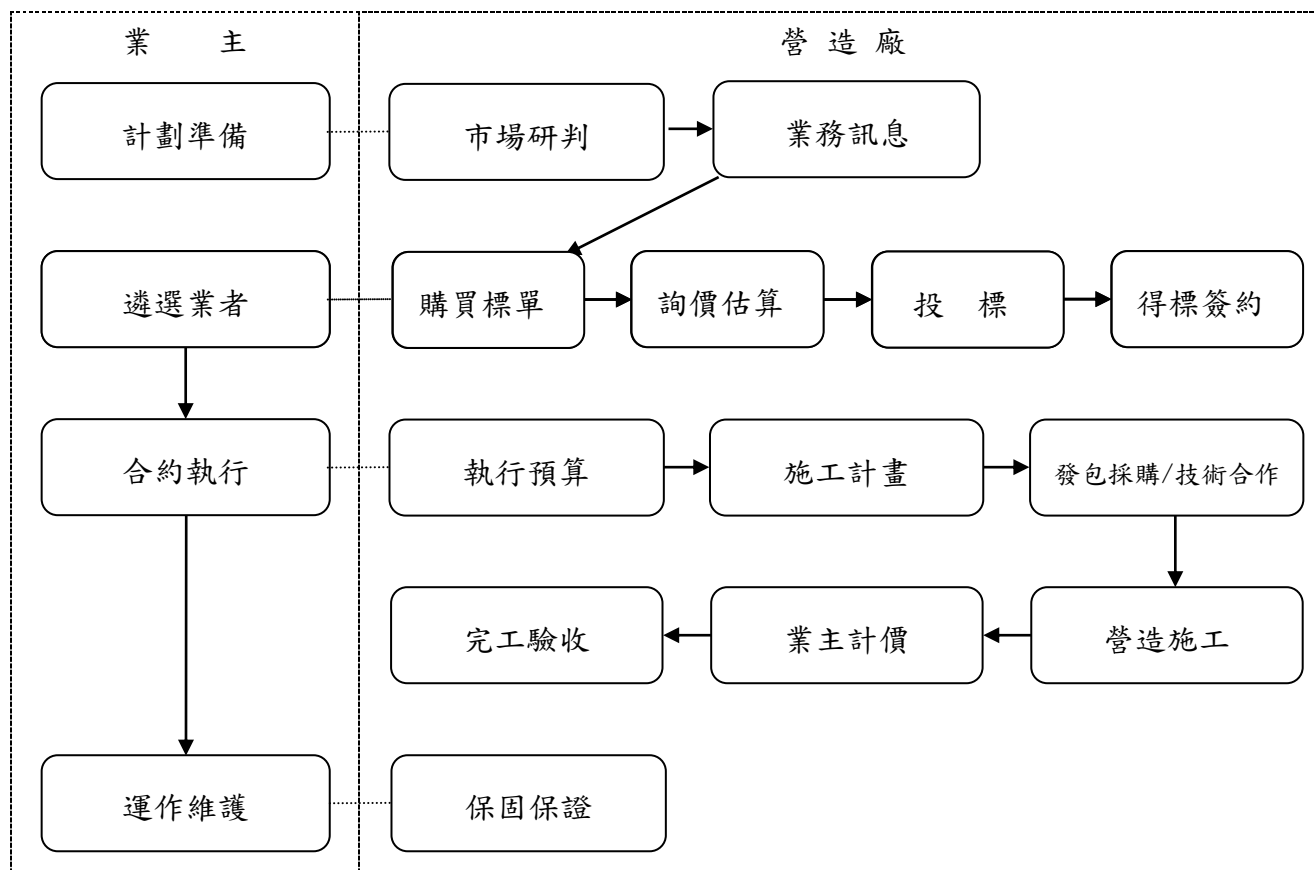 業 主
營 造 廠
計劃準備
市場研判
業務訊息
遴選業者
購買標單
詢價估算
投 標
得標簽約
合約執行
執行預算
施工計畫
發包採購/技術合作
完工驗收
業主計價
營造施工
運作維護
保固保證